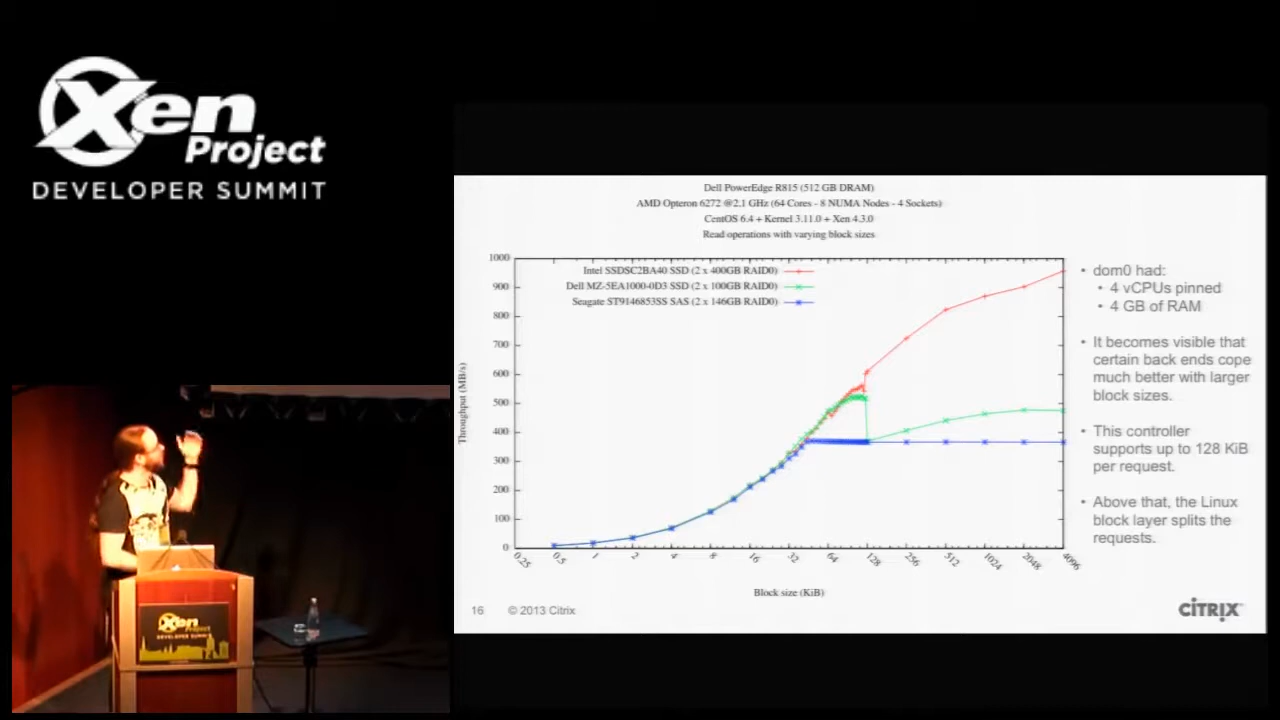 Xen
Project
DEVELOPER SUMMIT
Dell PowerEdge R815 (512 GB DRAM)
AMD Opteron 6272 @2.1 GHz (64 Cores - 8 NUMA Nodes - 4 Sockets)
CentOS 6.4 + Kernel 3.11.0 + Xen 4.3.0
Read operations with varying block sizes
Intel SSDSC2BA40 SSD (2 x 400GB RAID0)
Dell MZ-5EA1000-0D3 SSD (2 x 100GB RAID0)
Seagate ST9146853SS SAS (2 x 146GB RAID0)
1000
900
800
700
600
500
400
300
200
100
0
Throughput (MB/s)
0.25
0.5
1
2
4
8
16
32
64
128
256
512
1024
2048
4096
Block size (KiB)
• dom0 had:
• 4 vCPUs pinned
• 4 GB of RAM
• It becomes visible that
certain back ends cope
much better with larger
block sizes.
• This controller
supports up to 128 KiB
per request.
• Above that, the Linux
block layer splits the
requests.
16 © 2013 Citrix
CITRIX
Xen
Project
DEVELOPER SUMMIT